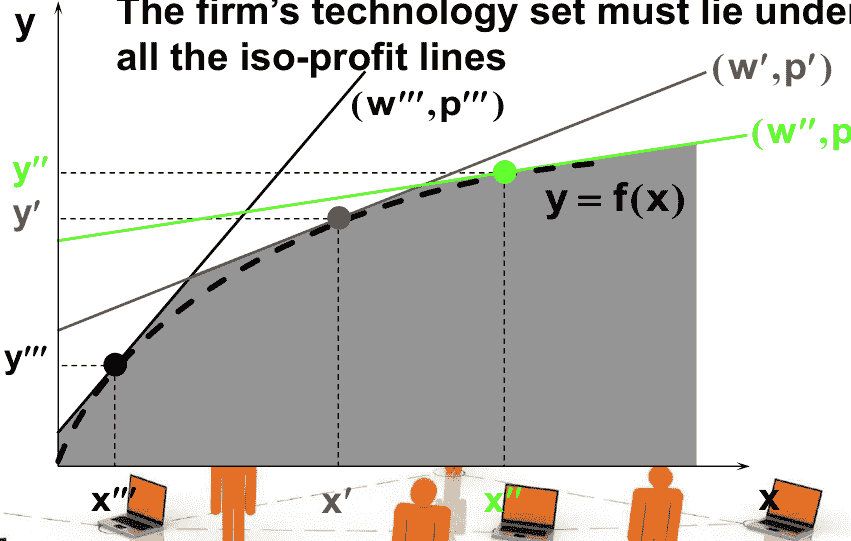 The firm's technology set must lie under
all the iso-profit lines
y
(w′,p′)
(w‴,p‴)
(w″,p
y″
y = f(x)
y′
y‴
x‴
x′
x″
x